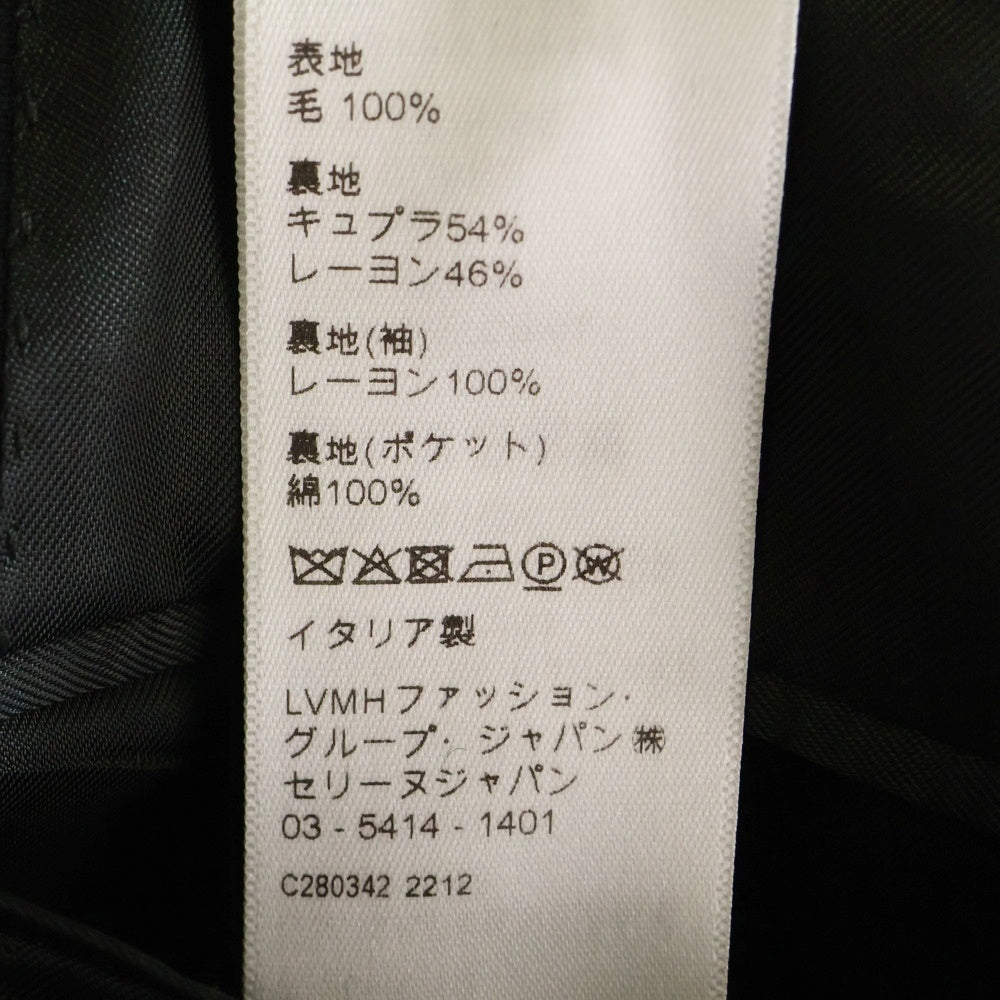 表地
毛 100%
裏地
キュプラ54%
レーヨン46%
裏地(袖)
レーヨン100%
裏地(ポケット)
綿100%
P W
イタリア製
LVMHファッション・
グループ・ジャパン㈱
セリーヌジャパン
03 - 5414 - 1401
C280342 2212